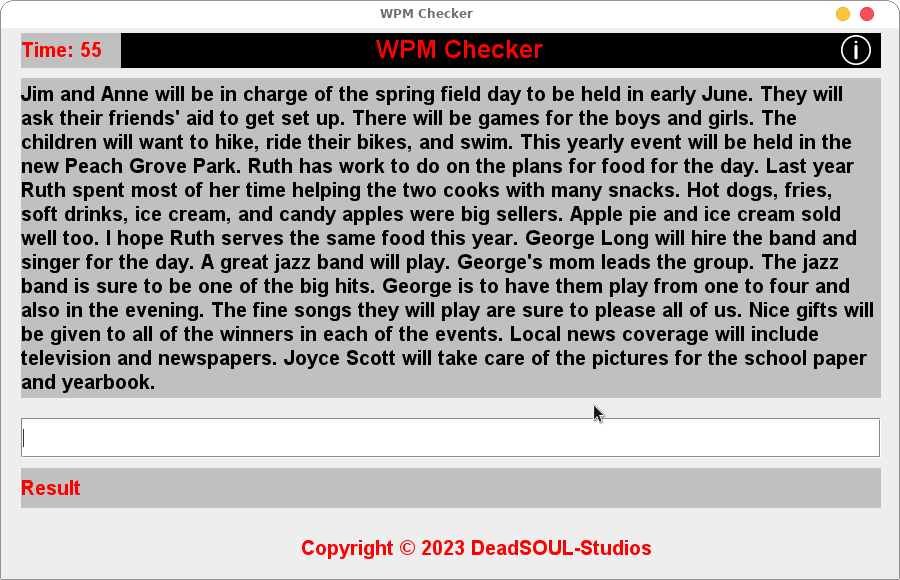 WPM Checker
Time: 55
WPM Checker
i
Jim and Anne will be in charge of the spring field day to be held in early June. They will
ask their friends' aid to get set up. There will be games for the boys and girls. The
children will want to hike, ride their bikes, and swim. This yearly event will be held in the
new Peach Grove Park. Ruth has work to do on the plans for food for the day. Last year
Ruth spent most of her time helping the two cooks with many snacks. Hot dogs, fries,
soft drinks, ice cream, and candy apples were big sellers. Apple pie and ice cream sold
well too. I hope Ruth serves the same food this year. George Long will hire the band and
singer for the day. A great jazz band will play. George's mom leads the group. The jazz
band is sure to be one of the big hits. George is to have them play from one to four and
also in the evening. The fine songs they will play are sure to please all of us. Nice gifts will
be given to all of the winners in each of the events. Local news coverage will include
television and newspapers. Joyce Scott will take care of the pictures for the school paper
and yearbook.
Result
Copyright © 2023 DeadSOUL-Studios